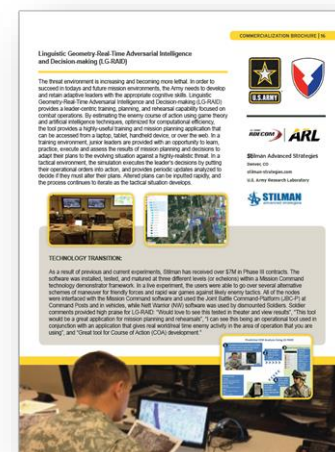 COMMERCIALIZATION BROCHURE | 16
Linguistic Geometry-Real-Time Adversarial Intelligence
and Decision-making (LG-RAID)
The threat environment is increasing and becoming more lethal. In order to
succeed in todays and future mission environments, the Army needs to develop
and retain adaptive leaders with the appropriate cognitive skills. Linguistic
Geometry-Real-Time Adversarial Intelligence and Decision-making (LG-RAID)
provides a leader-centric training, planning, and rehearsal capability focused on
combat operations. By estimating the enemy course of action using game theory
and artificial intelligence techniques, optimized for computational efficiency,
the tool provides a highly-useful training and mission planning application that
can be accessed from a laptop, tablet, handheld device, or over the web. In a
training environment, junior leaders are provided with an opportunity to learn,
practice, execute and assess the results of mission planning and decisions to
adapt their plans to the evolving situation against a highly-realistic threat. In a
tactical environment, the simulation executes the leader's decisions by putting
their operational orders into action, and provides periodic updates analyzed to
decide if they must alter their plans. Altered plans can be inputted rapidly, and
the process continues to iterate as the tactical situation develops.
U.S.ARMY
RDECOM
ARL
Stilman Advanced Strategies
Denver, CO
stilman-strategies.com
U.S. Army Research Laboratory
STILMAN
advanced strategies
TECHNOLOGY TRANSITION:
As a result of previous and current experiments, Stilman has received over $7M in Phase III contracts. The
software was installed, tested, and matured at three different levels (or echelons) within a Mission Command
technology demonstrator framework. In a live experiment, the users were able to go over several alternative
schemes of maneuver for friendly forces and rapid war games against likely enemy tactics. All of the nodes
were interfaced with the Mission Command software and used the Joint Battle Command-Platform (JBC-P) at
Command Posts and in vehicles, while Nett Warrior (NW) software was used by dismounted Soldiers. Soldier
comments provided high praise for LG-RAID: "Would love to see this tested in theater and view results", "This tool
would be a great application for mission planning and rehearsals", "I can see this being an operational tool used in
conjunction with an application that gives real world/real time enemy activity in the area of operation that you are
using", and "Great tool for Course of Action (COA) development."